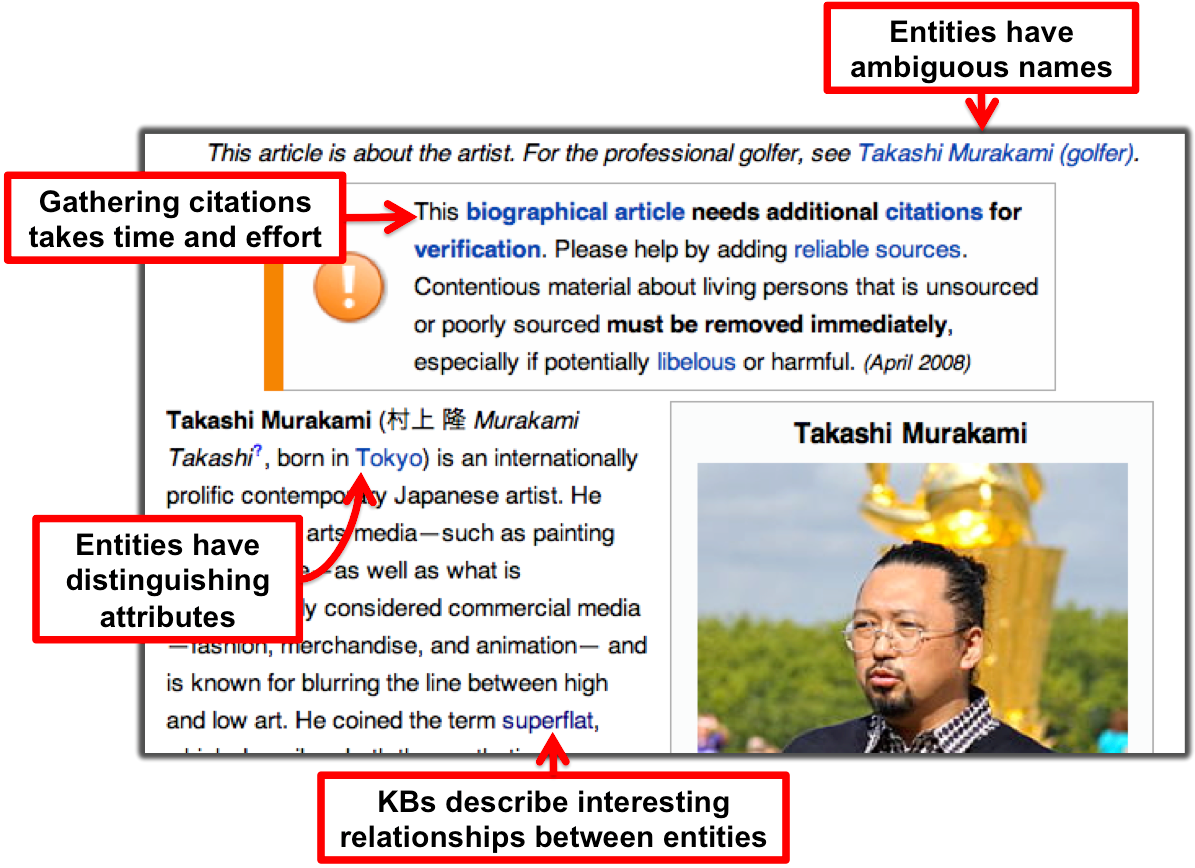 Entities have
ambiguous names
This article is about the artist. For the professional golfer, see Takashi Murakami (golfer).
Gathering citations
takes time and effort
This biographical article needs additional citations for
verification. Please help by adding reliable sources.
Contentious material about living persons that is unsourced
or poorly sourced must be removed immediately,
especially if potentially libelous or harmful. (April 2008)
Takashi Murakami (村上 隆 Murakami
Takashi?, born in Tokyo) is an internationally
prolific contemporary Japanese artist. He
arts media—such as painting
—as well as what is
considered commercial media
—fashion, merchandise, and animation— and
is known for blurring the line between high
and low art. He coined the term superflat,
Takashi Murakami
Entities have
distinguishing
attributes
KBs describe interesting
relationships between entities